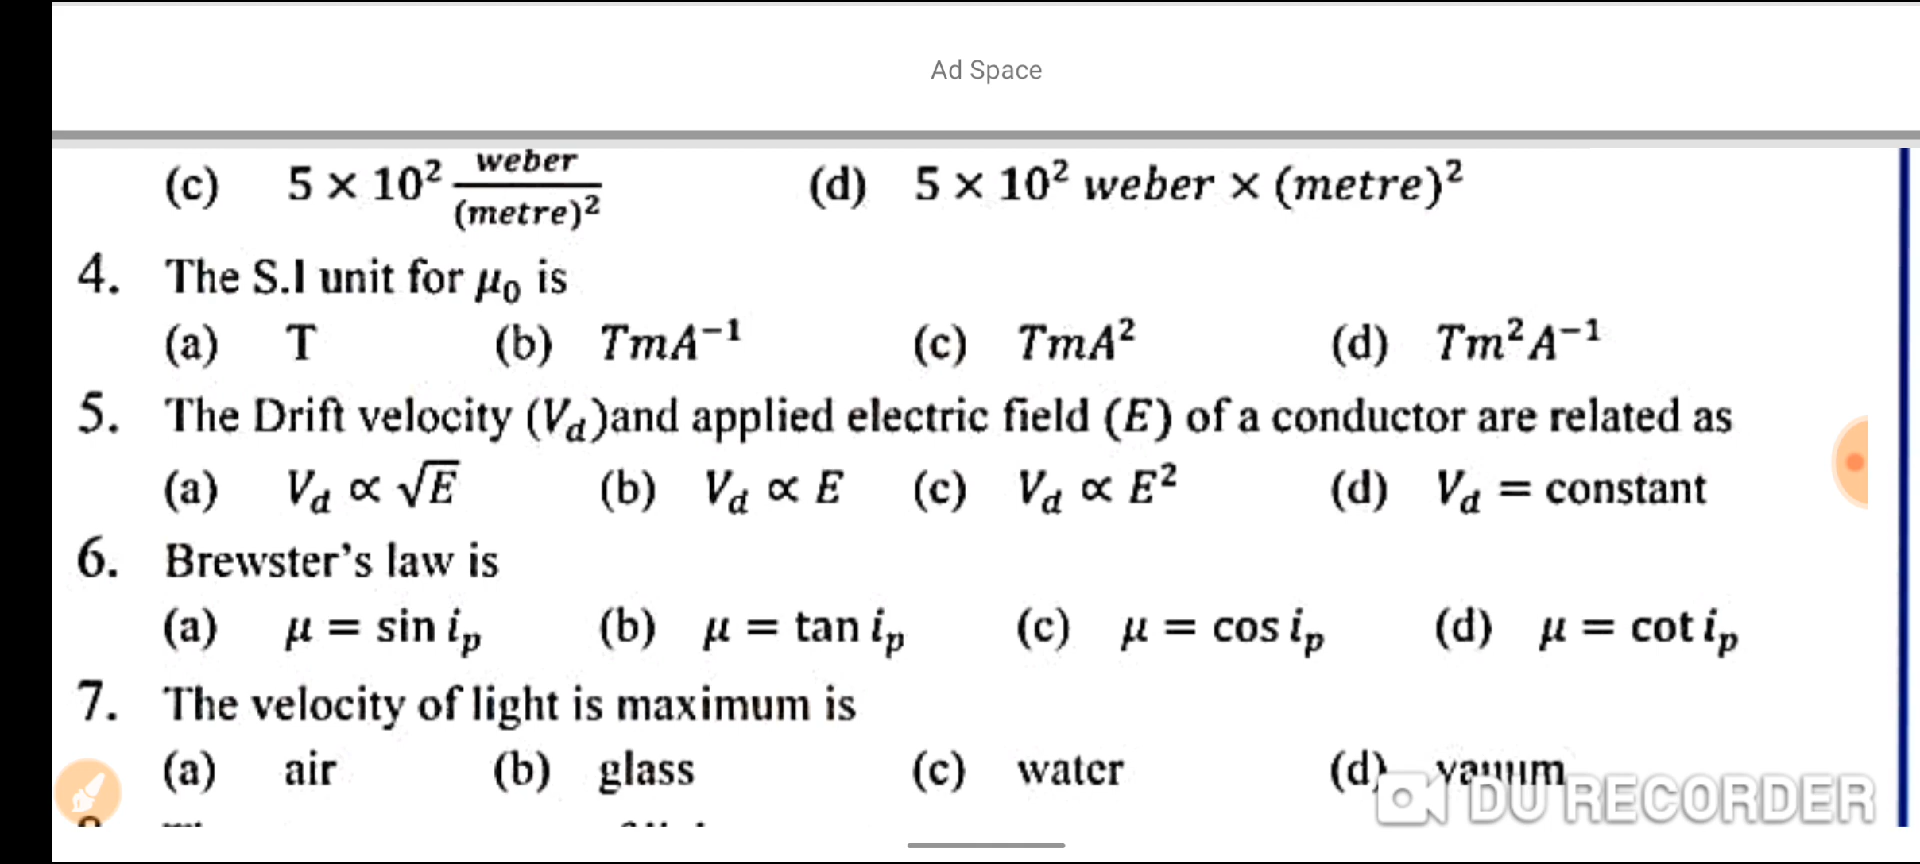 Ad Space
(c) 5 × 10² weber/(metre)² (d) 5 × 10² weber × (metre)²
4. The S.I unit for μ₀ is
(a) T (b) TmA⁻¹ (c) TmA² (d) Tm²A⁻¹
5. The Drift velocity (V_d)and applied electric field (E) of a conductor are related as
(a) V_d ∝ √E (b) V_d ∝ E (c) V_d ∝ E² (d) V_d = constant
6. Brewster's law is
(a) μ = sin i_p (b) μ = tan i_p (c) μ = cos i_p (d) μ = cot i_p
7. The velocity of light is maximum is
(a) air (b) glass (c) water (d)
DU RECORDER